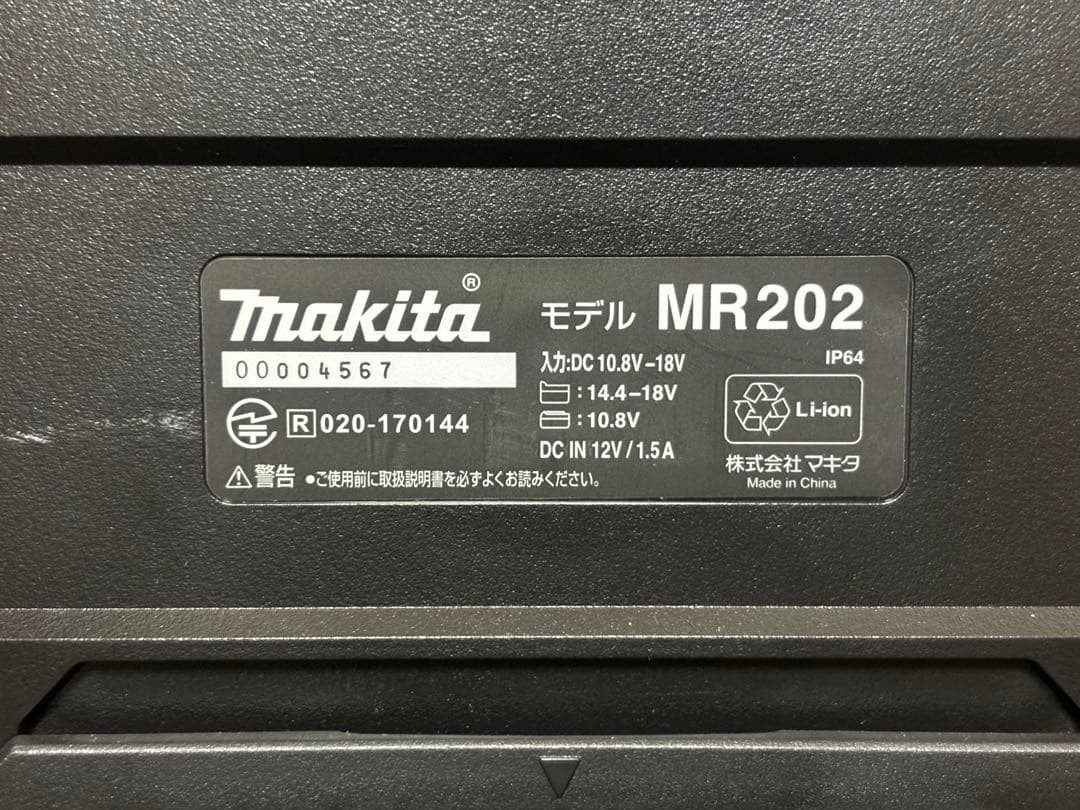 makita®
00004567
R 020-170144
モデル MR202
入力:DC 10.8V-18V
: 14.4-18V
: 10.8V
DC IN 12V / 1.5A
IP64
Li-ion
株式会社 マキタ
Made in China
⚠警告 ●ご使用前に取扱説明書を必ずよくお読みください。